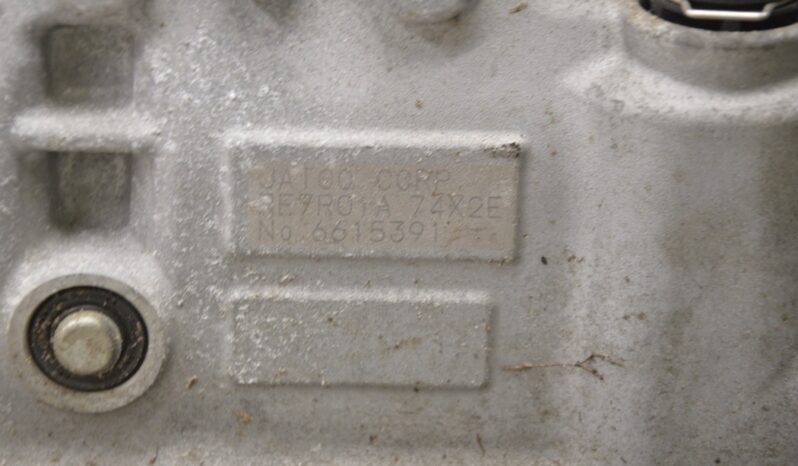 JATCO CORP
RE7R01A 74X2E
No.6615391